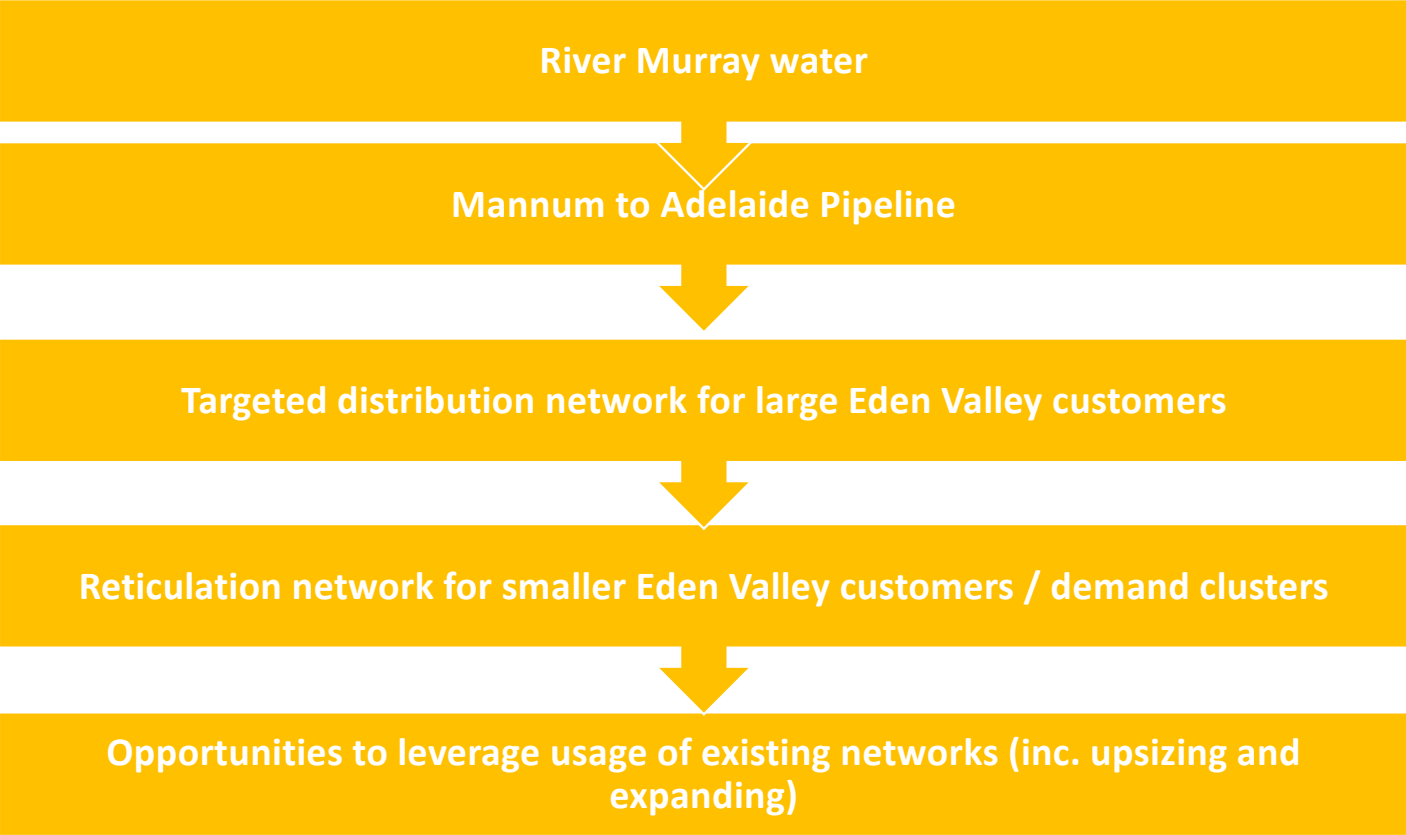 River Murray water
Mannum to Adelaide Pipeline
Targeted distribution network for large Eden Valley customers
Reticulation network for smaller Eden Valley customers / demand clusters
Opportunities to leverage usage of existing networks (inc. upsizing and
expanding)